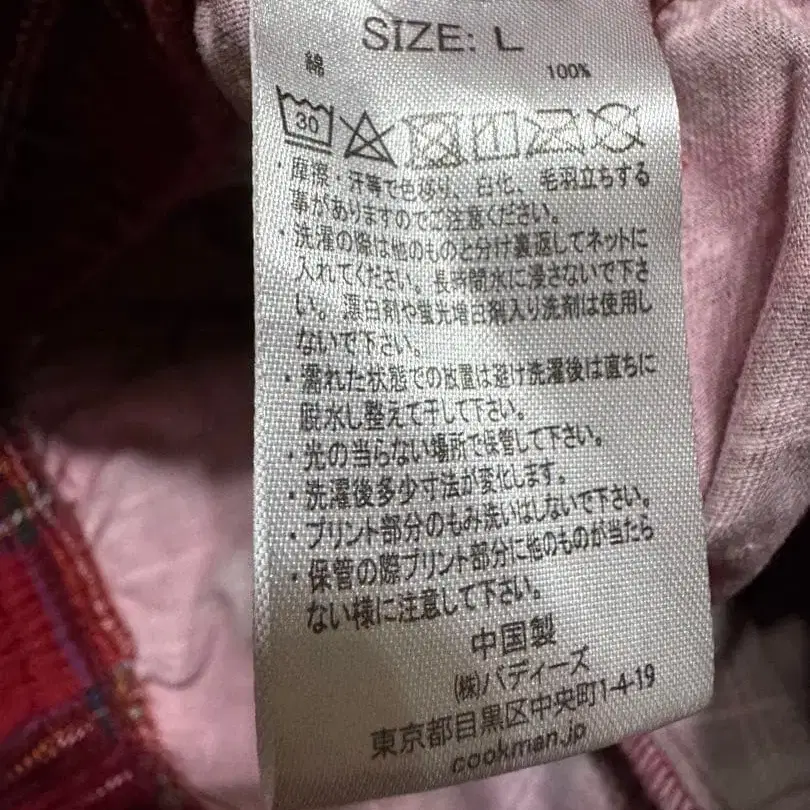 SIZE: L
綿 100%
30
・摩擦・汗等で色移り、白化、毛羽立ちする
事がありますのでご注意ください。
・洗濯の際は他のものと分け裏返してネットに
入れてください。長時間水に浸さないで下さ
い。漂白剤や蛍光増白剤入り洗剤は使用し
ないで下さい。
・濡れた状態での放置は避け洗濯後は直ちに
脱水し整えて干して下さい。
・光の当らない場所で保管して下さい。
・洗濯後多少寸法が変化します。
・プリント部分のもみ洗いはしないで下さい。
・保管の際プリント部分に他のものが当たら
ない様に注意して下さい。
中国製
㈱バディーズ
東京都目黒区中央町1-4-19
cookman.jp